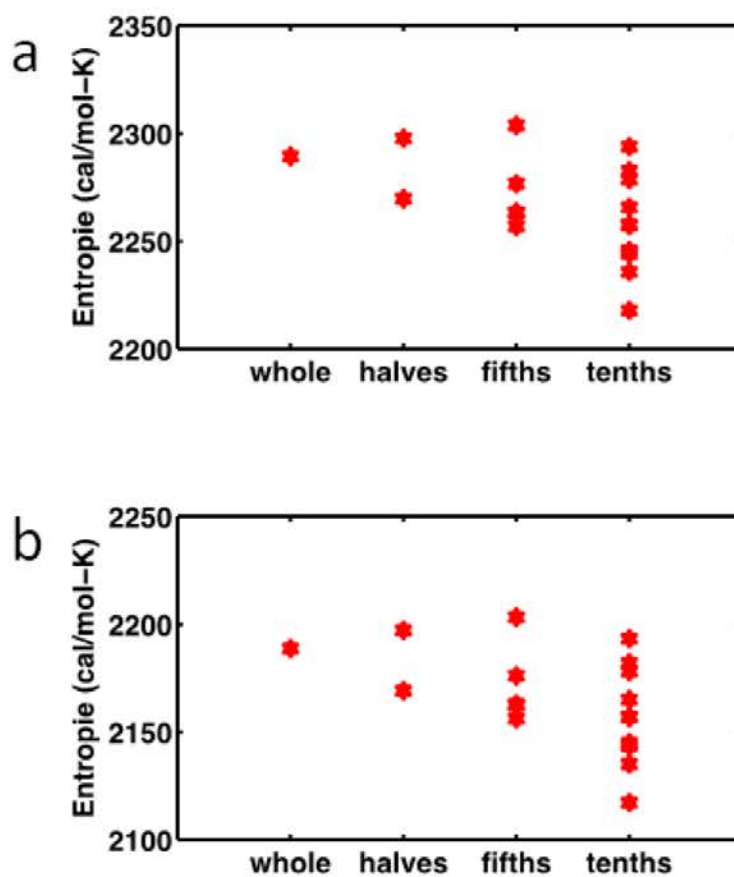 a
Entropie (cal/mol-K)
2350
2300
2250
2200
whole halves fifths tenths
b
Entropie (cal/mol-K)
2250
2200
2150
2100
whole halves fifths tenths